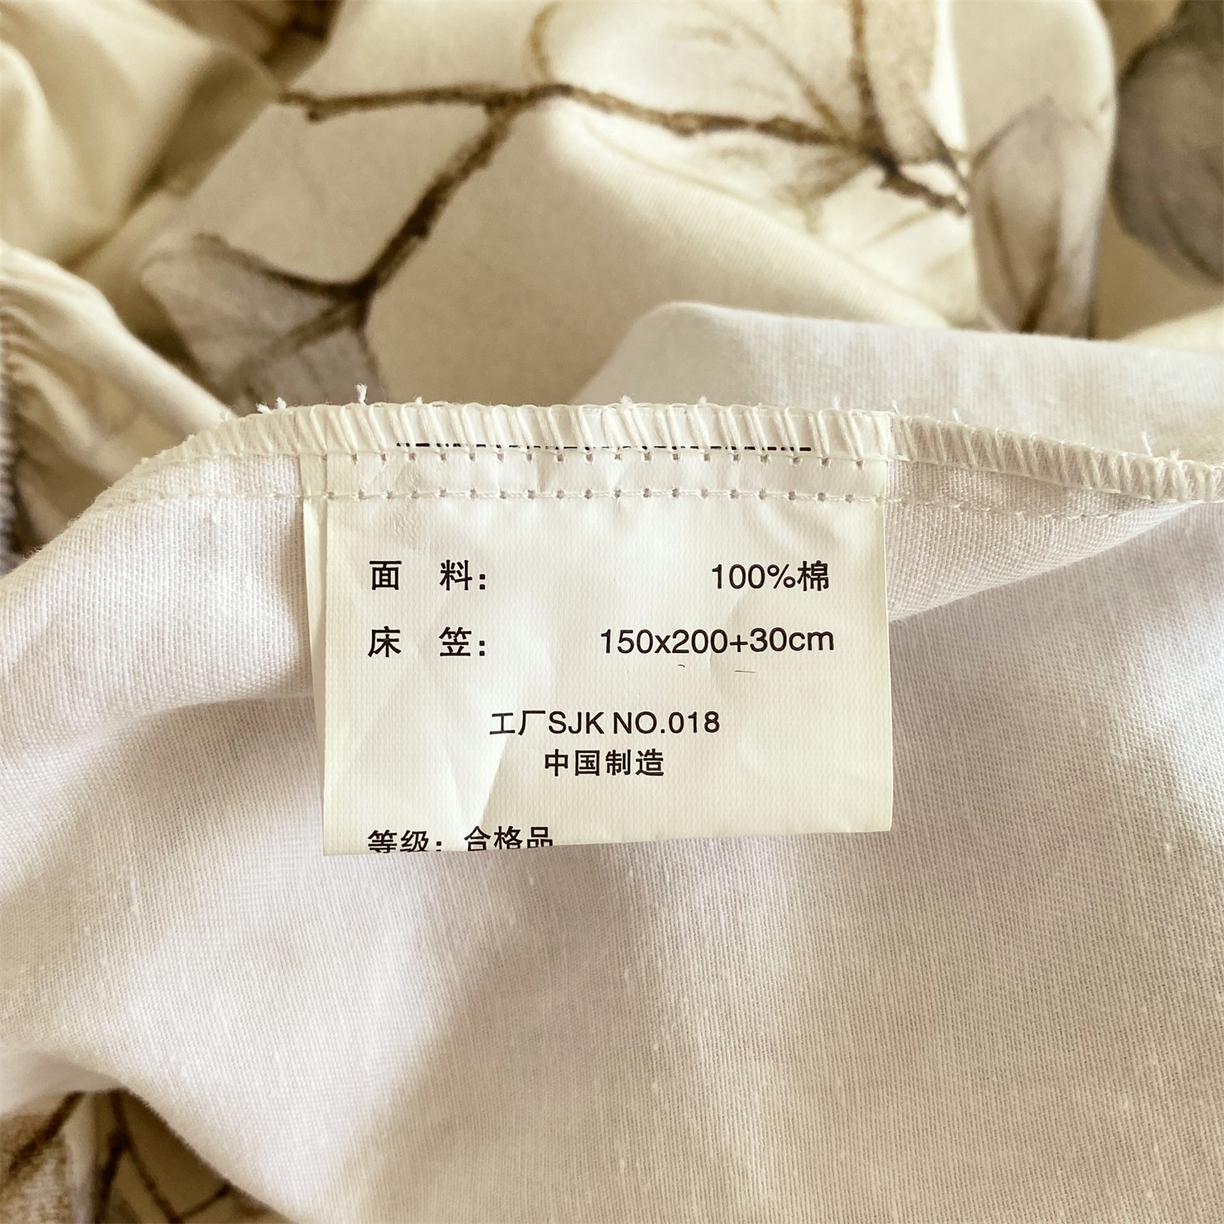 面 料： 100%棉
床 笠： 150x200+30cm
工厂SJK NO.018
中国制造
等级：合格品